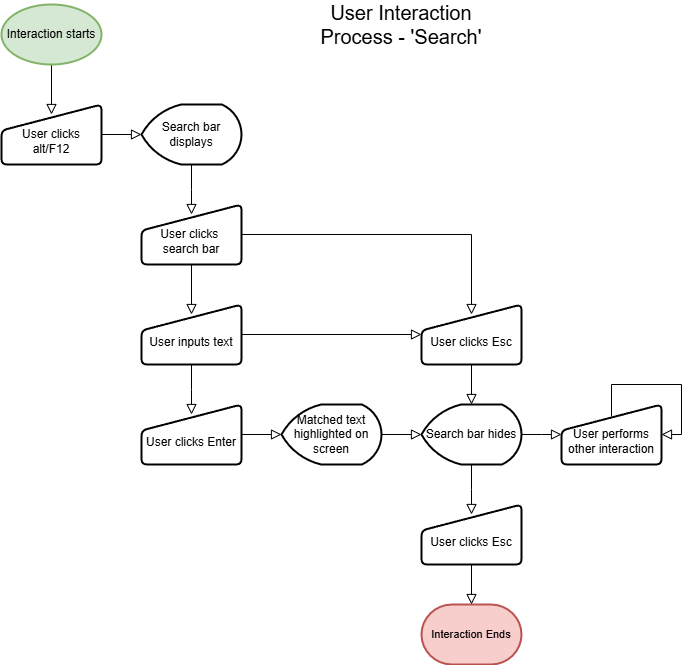 User Interaction
Process - 'Search'
Interaction starts
User clicks
alt/F12
Search bar
displays
User clicks
search bar
User inputs text
User clicks Esc
User clicks Enter
Matched text
highlighted on
screen
Search bar hides
User performs
other interaction
User clicks Esc
Interaction Ends